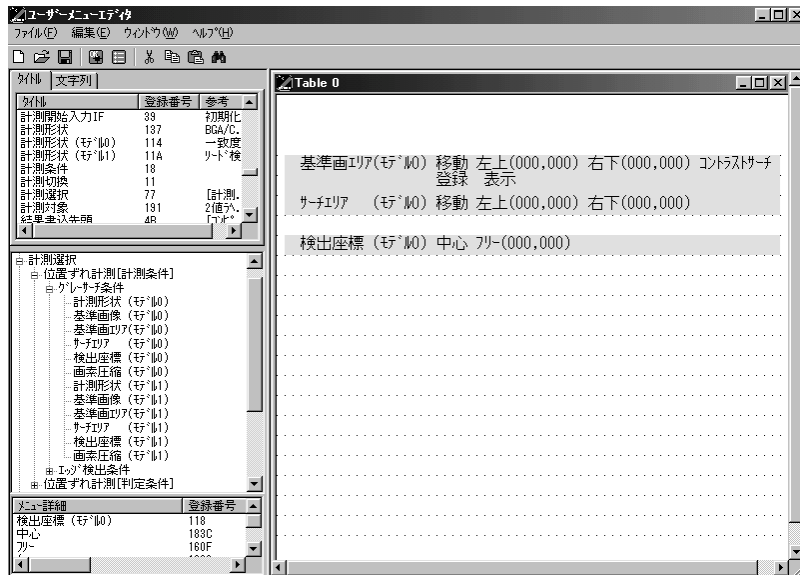 ユーザーメニューエディタ
ファイル(F) 編集(E) ウィンドウ(W) ヘルプ(H)
タイトル 文字列
タイトル 登録番号 参考
計測開始入力IF 39 初期化
計測形状 137 BGA/C.
計測形状 (モデル0) 114 一致度
計測形状 (モデル1) 11A リード検
計測条件 18
計測切換 11
計測選択 77 [計測.
計測対象 191 2値ラベ.
結果書込先頭 4B [コピ.
計測選択
位置ずれ計測[計測条件]
グレーサーチ条件
計測形状 (モデル0)
基準画像 (モデル0)
基準画エリア(モデル0)
サーチエリア (モデル0)
検出座標 (モデル0)
画素圧縮 (モデル0)
計測形状 (モデル1)
基準画像 (モデル1)
基準画エリア(モデル1)
サーチエリア (モデル1)
検出座標 (モデル1)
画素圧縮 (モデル1)
エッジ検出条件
位置ずれ計測[判定条件]
メニュー詳細 登録番号
検出座標 (モデル0) 118
中心 183C
フリー 160F
Table 0
基準画エリア(モデル0) 移動 左上(000,000) 右下(000,000) コントラストサーチ
登録 表示
サーチエリア (モデル0) 移動 左上(000,000) 右下(000,000)
検出座標 (モデル0) 中心 フリー(000,000)